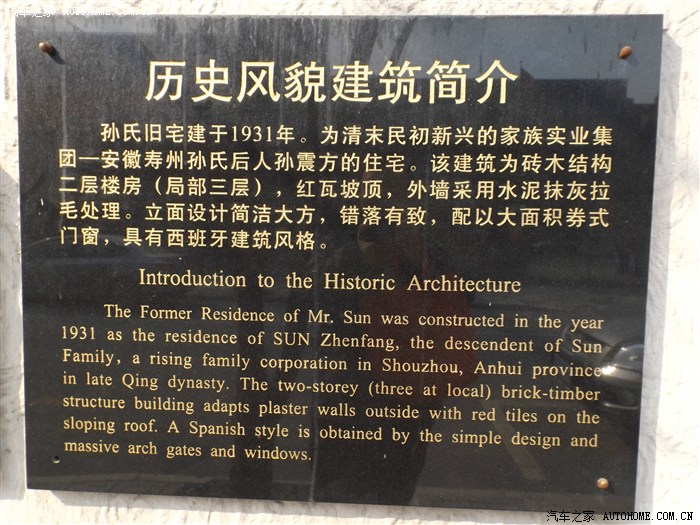 汽车之家 AUTOHOME.COM.CN
历史风貌建筑简介
孙氏旧宅建于1931年。为清末民初新兴的家族实业集
团—安徽寿州孙氏后人孙震方的住宅。该建筑为砖木结构
二层楼房（局部三层），红瓦坡顶，外墙采用水泥抹灰拉
毛处理。立面设计简洁大方，错落有致，配以大面积券式
门窗，具有西班牙建筑风格。
Introduction to the Historic Architecture
The Former Residence of Mr. Sun was constructed in the year
1931 as the residence of SUN Zhenfang, the descendent of Sun
Family, a rising family corporation in Shouzhou, Anhui province
in late Qing dynasty. The two-storey (three at local) brick-timber
structure building adapts plaster walls outside with red tiles on the
sloping roof. A Spanish style is obtained by the simple design and
massive arch gates and windows.
汽车之家 AUTOHOME.COM.CN